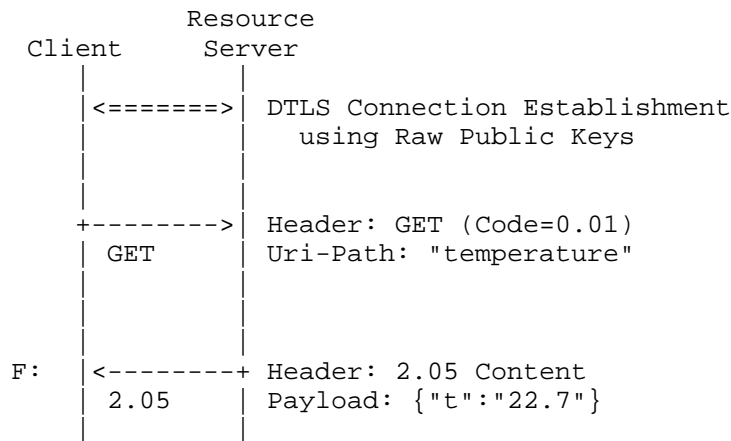 Resource
Client Server
<=======> DTLS Connection Establishment
using Raw Public Keys
+--------> Header: GET (Code=0.01)
GET Uri-Path: "temperature"
F: <--------+ Header: 2.05 Content
2.05 Payload: {"t":"22.7"}